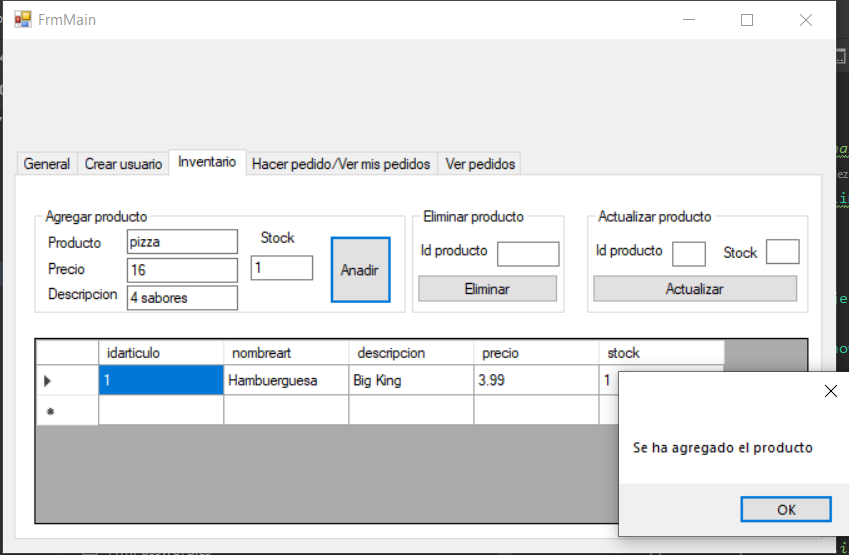 FrmMain
General Crear usuario Inventario Hacer pedido/Ver mis pedidos Ver pedidos
Agregar producto Eliminar producto Actualizar producto
Producto pizza Stock
Id producto Id producto Stock
Precio 16 1 Anadir
Descripcion 4 sabores Eliminar Actualizar
idarticulo nombreart descripcion precio stock
1 Hambuerguesa Big King 3.99 1
Se ha agregado el producto
OK